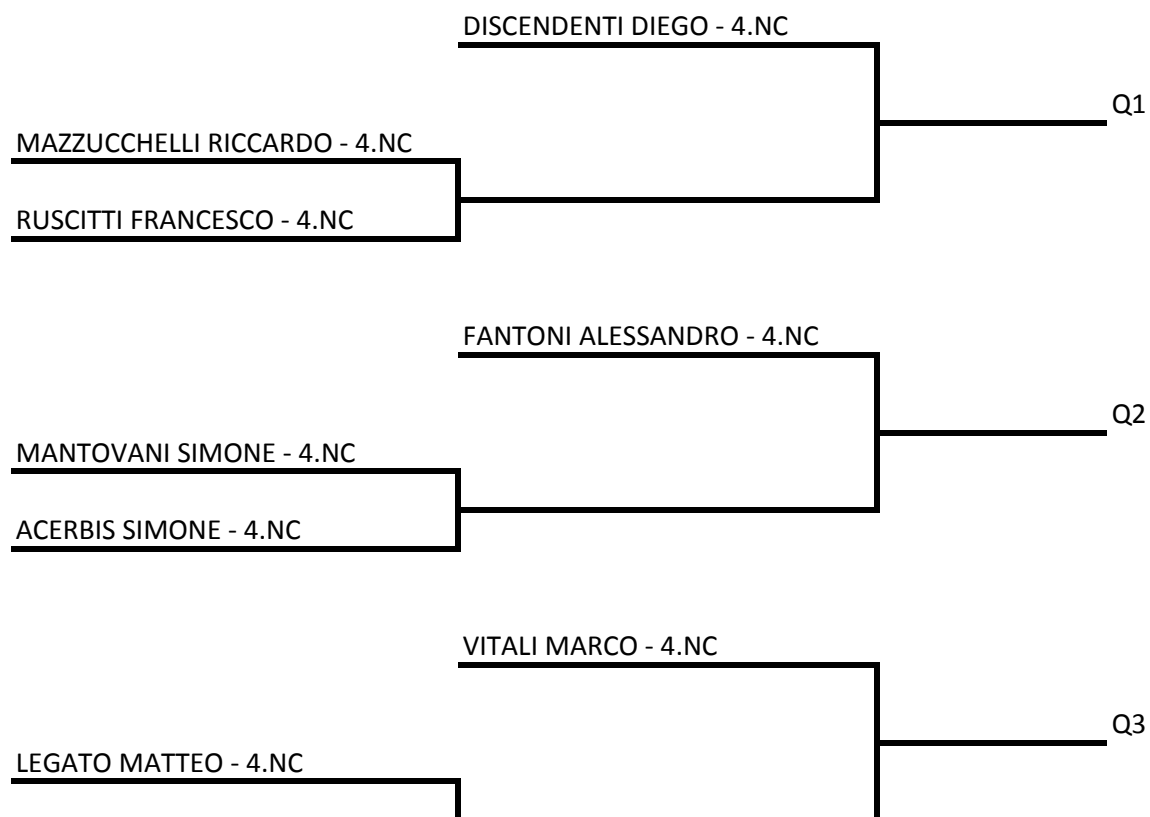 DISCENDENTI DIEGO - 4.NC
Q1
MAZZUCCHELLI RICCARDO - 4.NC
RUSCITTI FRANCESCO - 4.NC
FANTONI ALESSANDRO - 4.NC
Q2
MANTOVANI SIMONE - 4.NC
ACERBIS SIMONE - 4.NC
VITALI MARCO - 4.NC
Q3
LEGATO MATTEO - 4.NC